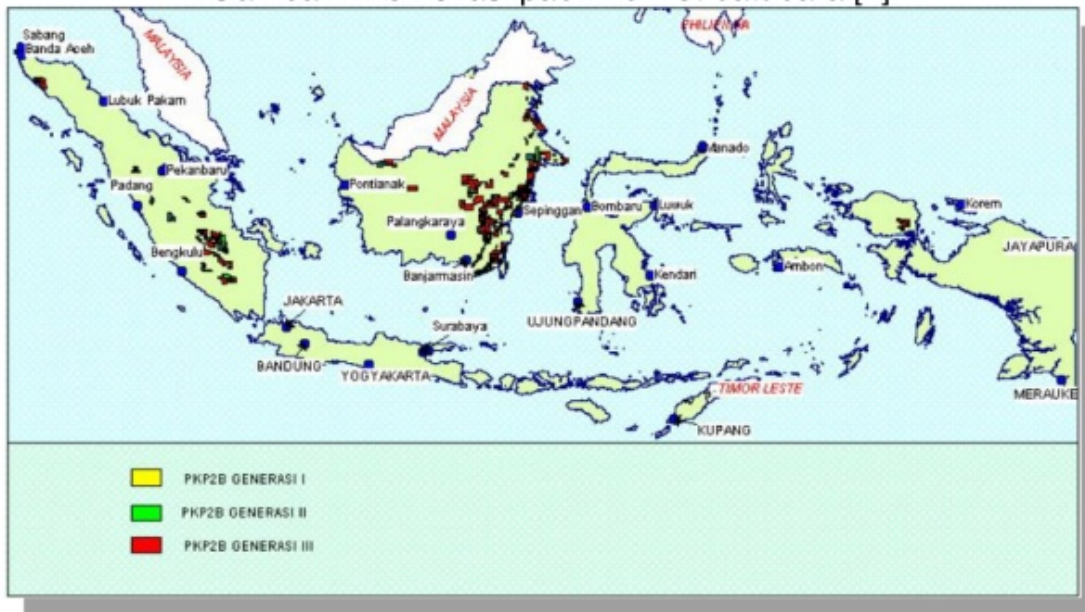 PHILIPINA
Sabang
Banda Aceh
MALAYSIA
Lubuk Pakam
MALAYSIA
Manado
Pekanbaru
Padang
Pontianak
Sepinggan
Bombaru
Luwuk
Korem
Palangkaraya
JAYAPURA
Bengkulu
Banjarmasin
Kendari
Ambon
JAKARTA
UJUNGPANDANG
Surabaya
BANDUNG
YOGYAKARTA
TIMOR LESTE
MERAUKE
KUPANG
PKP2B GENERASI I
PKP2B GENERASI II
PKP2B GENERASI III